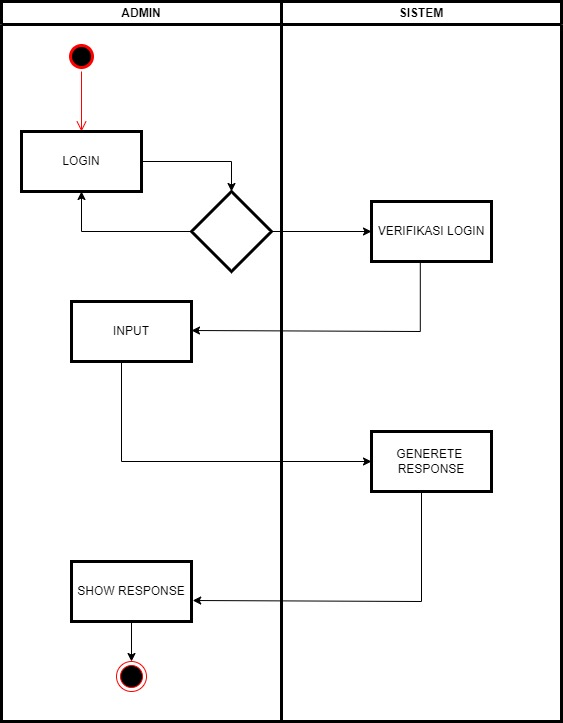 ADMIN
SISTEM
LOGIN
VERIFIKASI LOGIN
INPUT
GENERETE
RESPONSE
SHOW RESPONSE